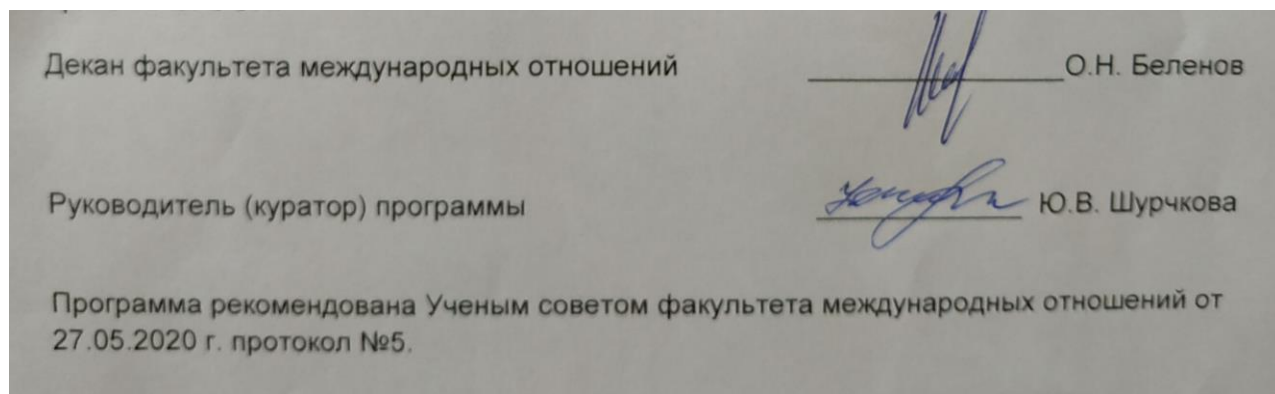 Декан факультета международных отношений О.Н. Беленов
Руководитель (куратор) программы Ю.В. Шурчкова
Программа рекомендована Ученым советом факультета международных отношений от
27.05.2020 г. протокол №5.